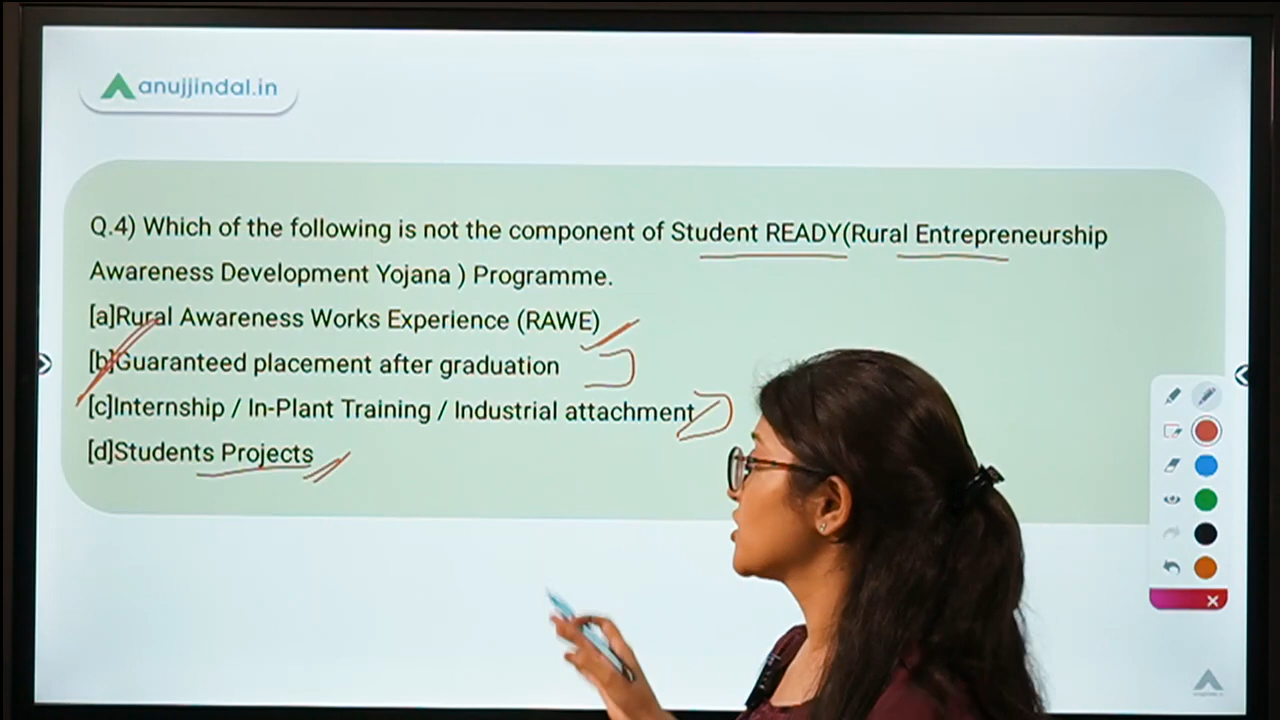 anujjindal.in
Q.4) Which of the following is not the component of Student READY(Rural Entrepreneurship
Awareness Development Yojana ) Programme.
[a]Rural Awareness Works Experience (RAWE)
[b]Guaranteed placement after graduation
[c]Internship / In-Plant Training / Industrial attachment
[d]Students Projects